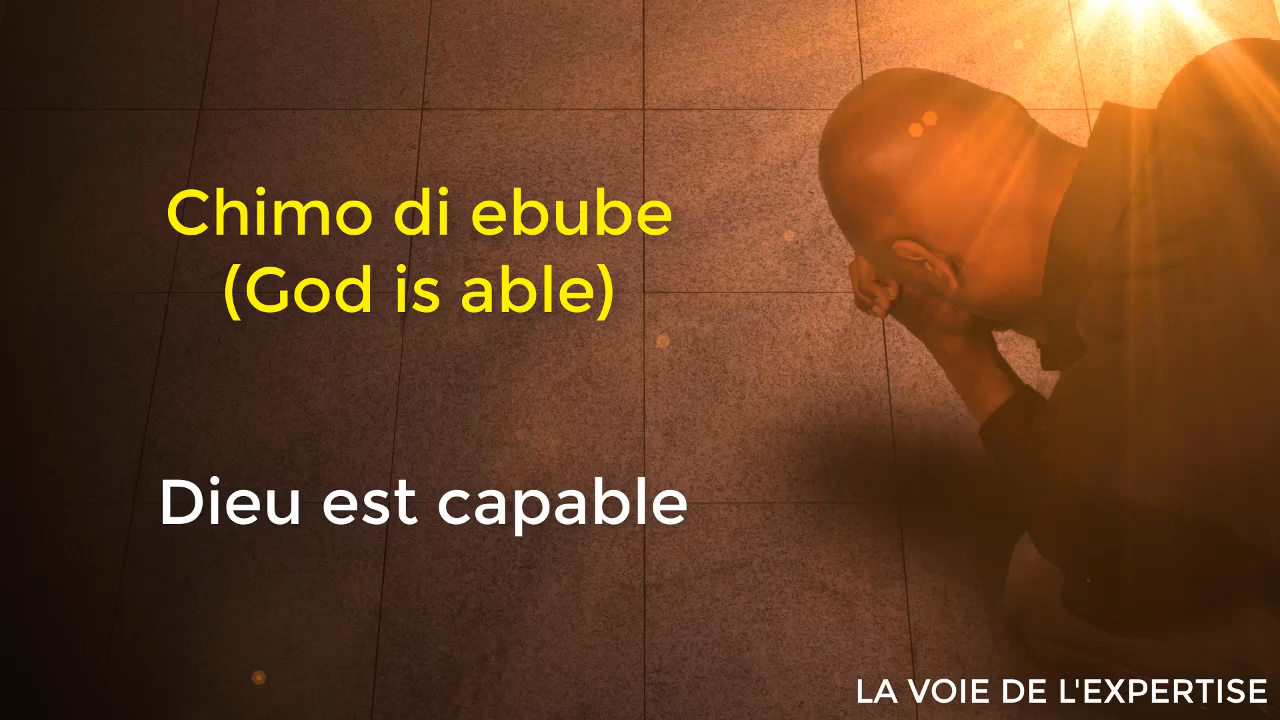 Chimo di ebube
(God is able)
Dieu est capable
LA VOIE DE L'EXPERTISE